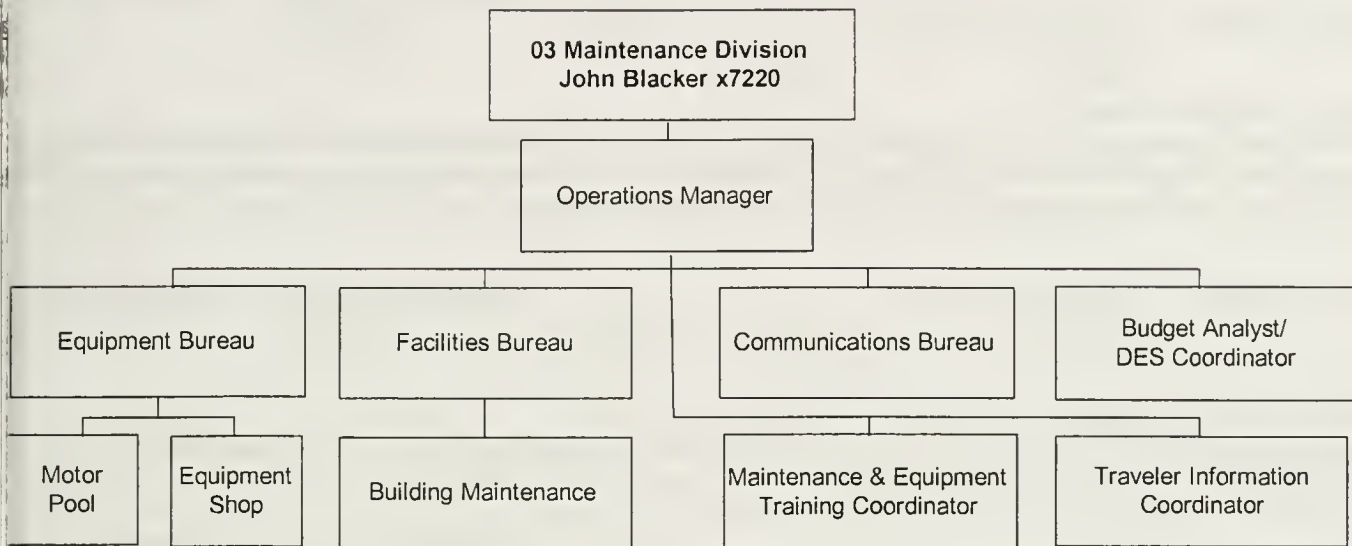 03 Maintenance Division
John Blacker x7220
Operations Manager
Equipment Bureau
Facilities Bureau
Communications Bureau
Budget Analyst/
DES Coordinator
Motor
Pool
Equipment
Shop
Building Maintenance
Maintenance & Equipment
Training Coordinator
Traveler Information
Coordinator